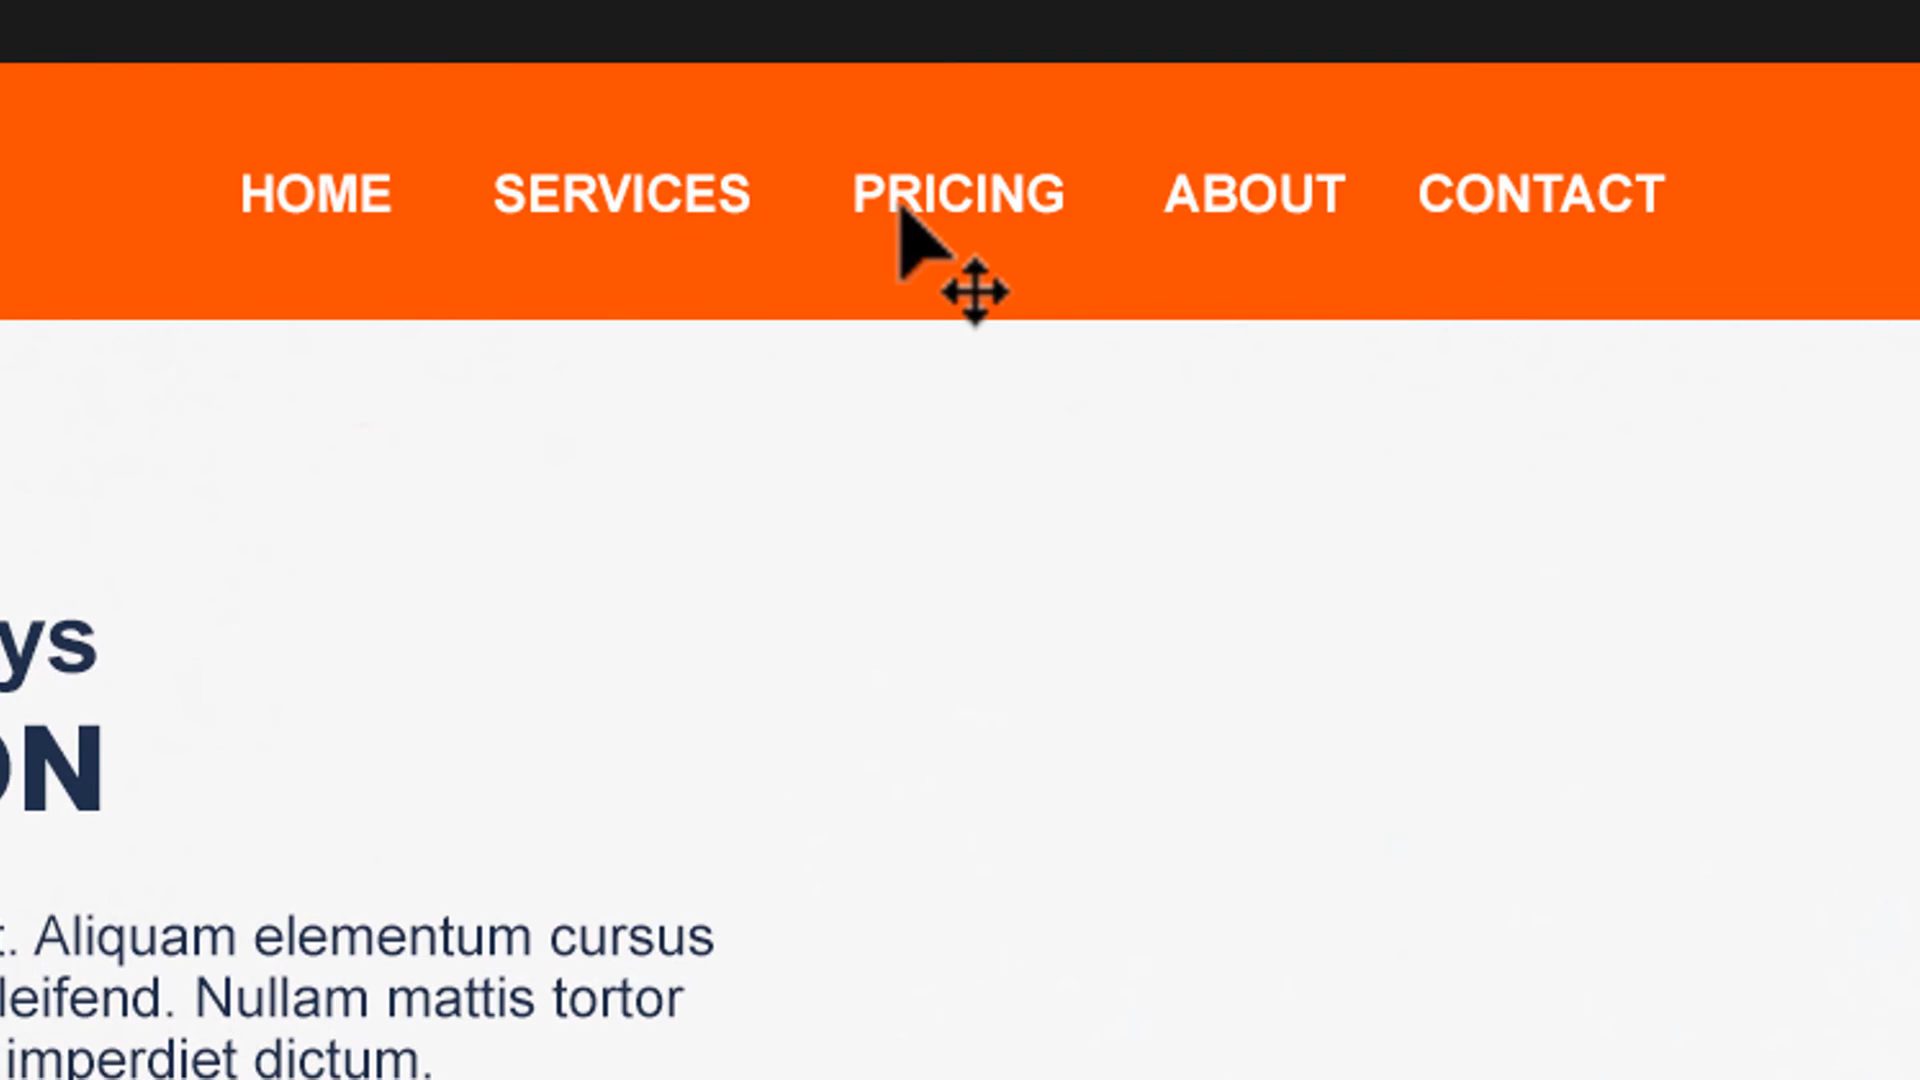 HOME SERVICES PRICING ABOUT CONTACT
ys
ON
t. Aliquam elementum cursus
leifend. Nullam mattis tortor
imperdiet dictum.